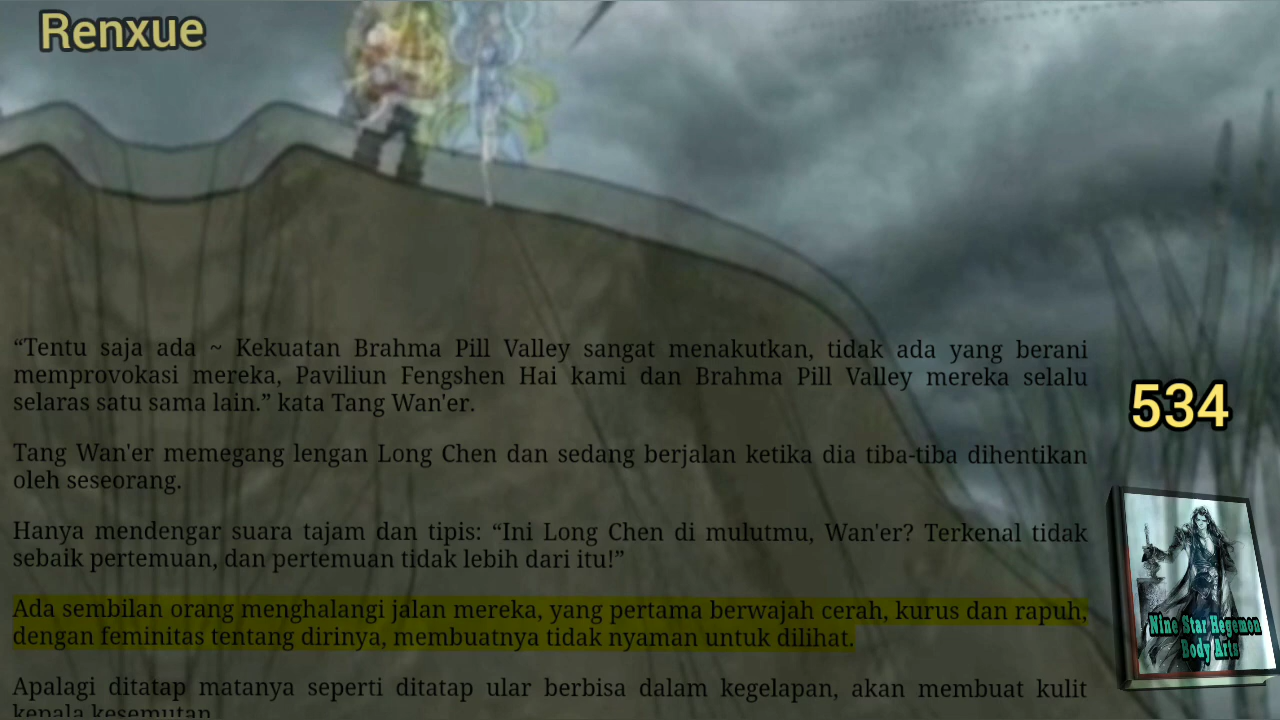 Renxue
“Tentu saja ada ~ Kekuatan Brahma Pill Valley sangat menakutkan, tidak ada yang berani
memprovokasi mereka, Paviliun Fengshen Hai kami dan Brahma Pill Valley mereka selalu
selaras satu sama lain.” kata Tang Wan'er.
534
Tang Wan'er memegang lengan Long Chen dan sedang berjalan ketika dia tiba-tiba dihentikan
oleh seseorang.
Hanya mendengar suara tajam dan tipis: “Ini Long Chen di mulutmu, Wan'er? Terkenal tidak
sebaik pertemuan, dan pertemuan tidak lebih dari itu!”
Ada sembilan orang menghalangi jalan mereka, yang pertama berwajah cerah, kurus dan rapuh,
dengan feminitas tentang dirinya, membuatnya tidak nyaman untuk dilihat.
Nine Star Hegemon
Body Arts
Apalagi ditatap matanya seperti ditatap ular berbisa dalam kegelapan, akan membuat kulit
kepala kesemutan.